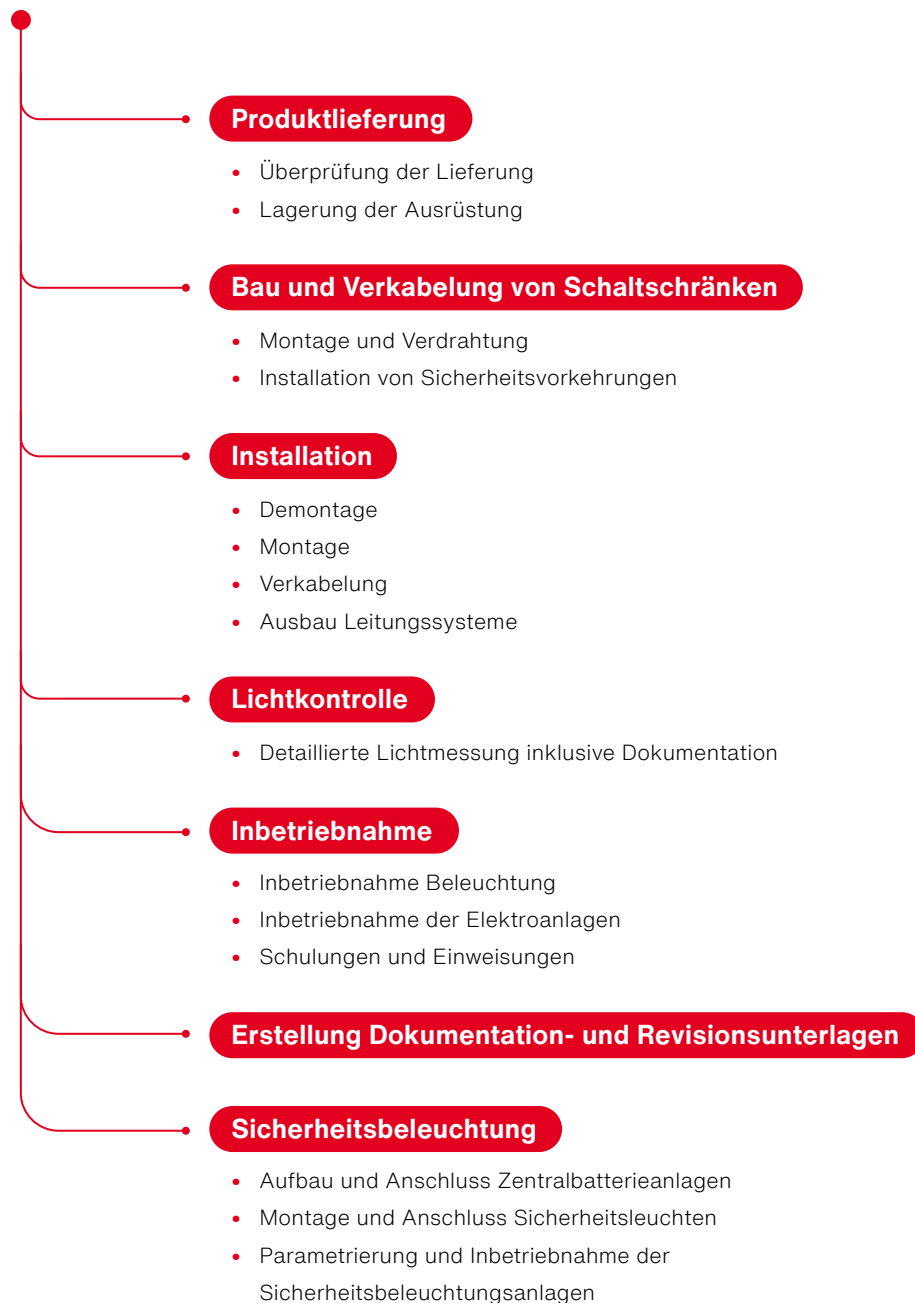 Produktlieferung
• Überprüfung der Lieferung
• Lagerung der Ausrüstung
Bau und Verkabelung von Schaltschränken
• Montage und Verdrahtung
• Installation von Sicherheitsvorkehrungen
Installation
• Demontage
• Montage
• Verkabelung
• Ausbau Leitungssysteme
Lichtkontrolle
• Detaillierte Lichtmessung inklusive Dokumentation
Inbetriebnahme
• Inbetriebnahme Beleuchtung
• Inbetriebnahme der Elektroanlagen
• Schulungen und Einweisungen
Erstellung Dokumentation- und Revisionsunterlagen
Sicherheitsbeleuchtung
• Aufbau und Anschluss Zentralbatterieanlagen
• Montage und Anschluss Sicherheitsleuchten
• Parametrierung und Inbetriebnahme der
Sicherheitsbeleuchtungsanlagen